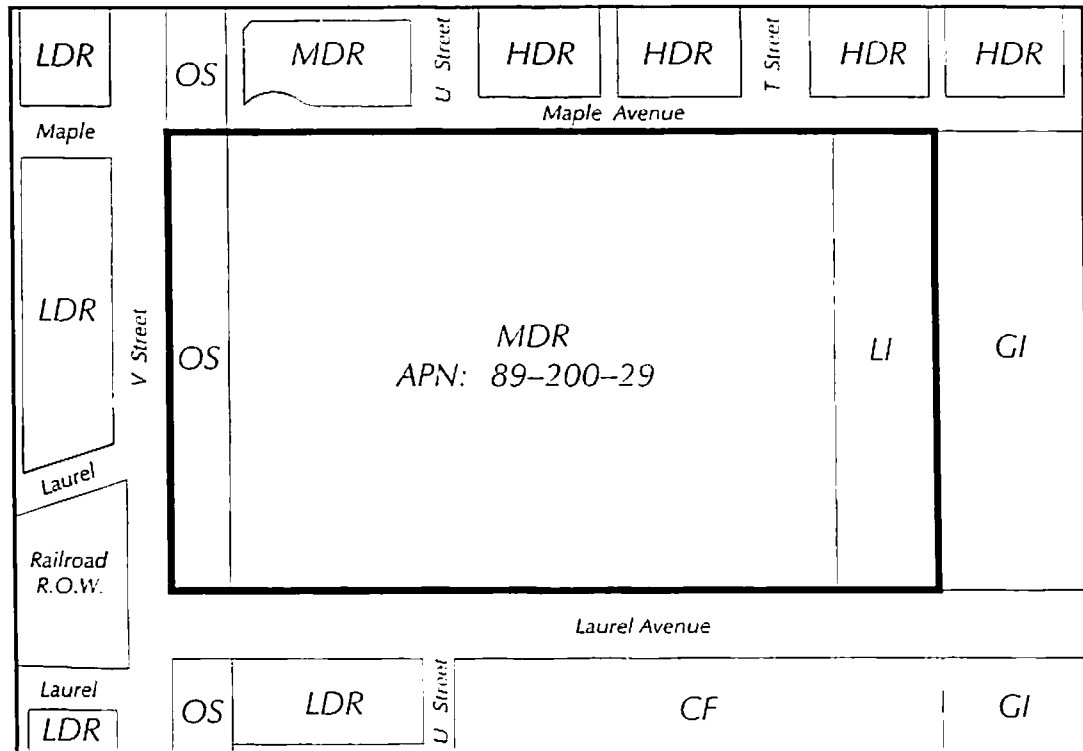 LDR
OS
MDR
U Street
HDR
HDR
T Street
HDR
HDR
Maple
Maple Avenue
LDR
V Street
OS
MDR
APN: 89-200-29
LI
GI
Laurel
Railroad
R.O.W.
Laurel Avenue
Laurel
LDR
OS
LDR
U Street
CF
GI